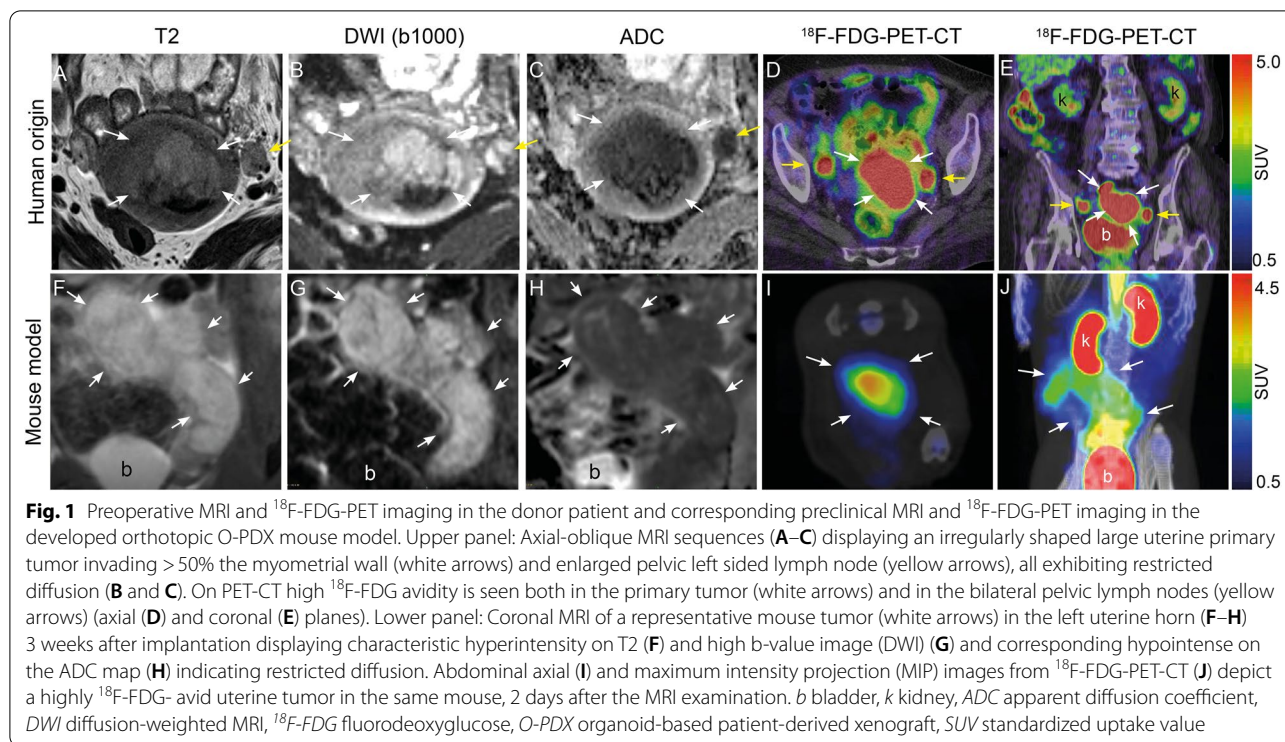 T2 DWI (b1000) ADC ¹⁸F-FDG-PET-CT ¹⁸F-FDG-PET-CT
Human origin
A B C D E
k k
b
5.0
SUV
0.5
Mouse model
F G H I J
b b b
k k
b
4.5
SUV
0.5
Fig. 1 Preoperative MRI and ¹⁸F-FDG-PET imaging in the donor patient and corresponding preclinical MRI and ¹⁸F-FDG-PET imaging in the
developed orthotopic O-PDX mouse model. Upper panel: Axial-oblique MRI sequences (A–C) displaying an irregularly shaped large uterine primary
tumor invading > 50% the myometrial wall (white arrows) and enlarged pelvic left sided lymph node (yellow arrows), all exhibiting restricted
diffusion (B and C). On PET-CT high ¹⁸F-FDG avidity is seen both in the primary tumor (white arrows) and in the bilateral pelvic lymph nodes (yellow
arrows) (axial (D) and coronal (E) planes). Lower panel: Coronal MRI of a representative mouse tumor (white arrows) in the left uterine horn (F–H)
3 weeks after implantation displaying characteristic hyperintensity on T2 (F) and high b-value image (DWI) (G) and corresponding hypointense on
the ADC map (H) indicating restricted diffusion. Abdominal axial (I) and maximum intensity projection (MIP) images from ¹⁸F-FDG-PET-CT (J) depict
a highly ¹⁸F-FDG- avid uterine tumor in the same mouse, 2 days after the MRI examination. b bladder, k kidney, ADC apparent diffusion coefficient,
DWI diffusion-weighted MRI, ¹⁸F-FDG fluorodeoxyglucose, O-PDX organoid-based patient-derived xenograft, SUV standardized uptake value